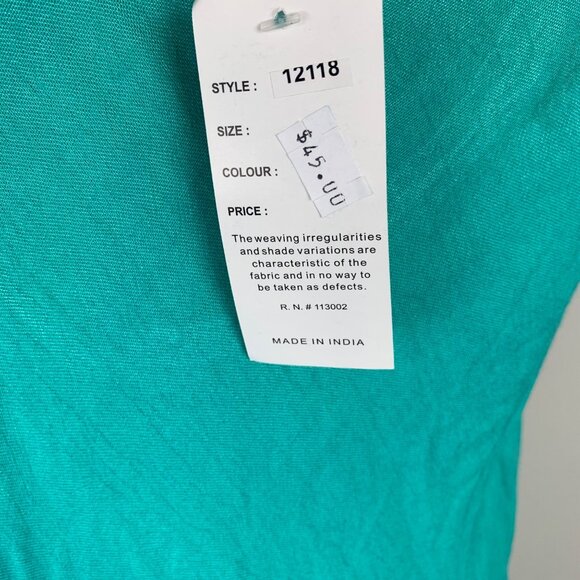 STYLE : 12118
SIZE :
$45.00
COLOUR :
PRICE :
The weaving irregularities
and shade variations are
characteristic of the
fabric and in no way to
be taken as defects.
R. N. # 113002
MADE IN INDIA